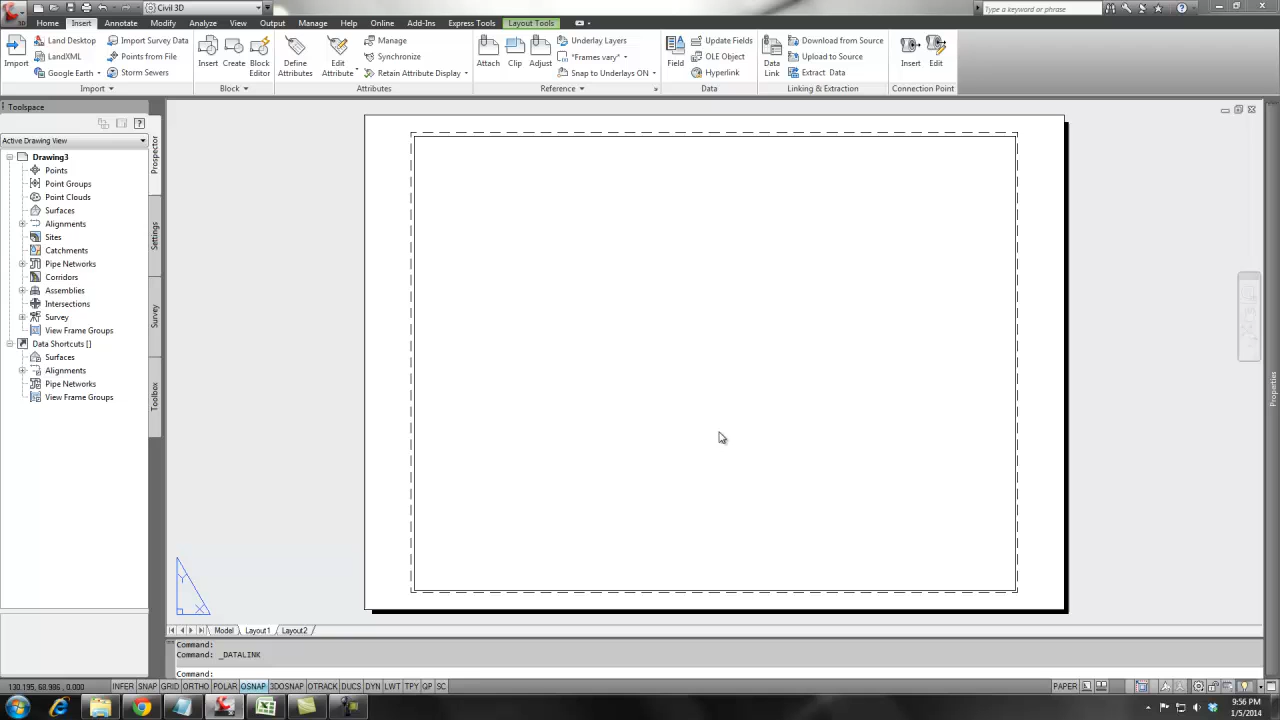 Civil 3D
Type a keyword or phrase
Home Insert Annotate Modify Analyze View Output Manage Help Online Add-Ins Express Tools Layout Tools
Import
Land Desktop
LandXML
Google Earth
Import Survey Data
Points from File
Storm Sewers
Insert
Create
Block Editor
Define Attributes
Edit Attribute
Manage
Synchronize
Retain Attribute Display
Attach
Clip
Adjust
Underlay Layers
"Frames vary"
Snap to Underlays ON
Field
Update Fields
OLE Object
Hyperlink
Data Link
Download from Source
Upload to Source
Extract Data
Insert
Edit
Import
Block
Attributes
Reference
Data
Linking & Extraction
Connection Point
Toolspace
Active Drawing View
Drawing3
Points
Point Groups
Point Clouds
Surfaces
Alignments
Sites
Catchments
Pipe Networks
Corridors
Assemblies
Intersections
Survey
View Frame Groups
Data Shortcuts []
Surfaces
Alignments
Pipe Networks
View Frame Groups
Prospector
Settings
Survey
Toolbox
Properties
Y
X
Model Layout1 Layout2
Command:
Command: _DATALINK
Command:
130.195, 68.986, 0.000
INFER SNAP GRID ORTHO POLAR OSNAP 3DOSNAP OTRACK DUCS DYN LWT TPY QP SC
PAPER
9:56 PM
1/5/2014